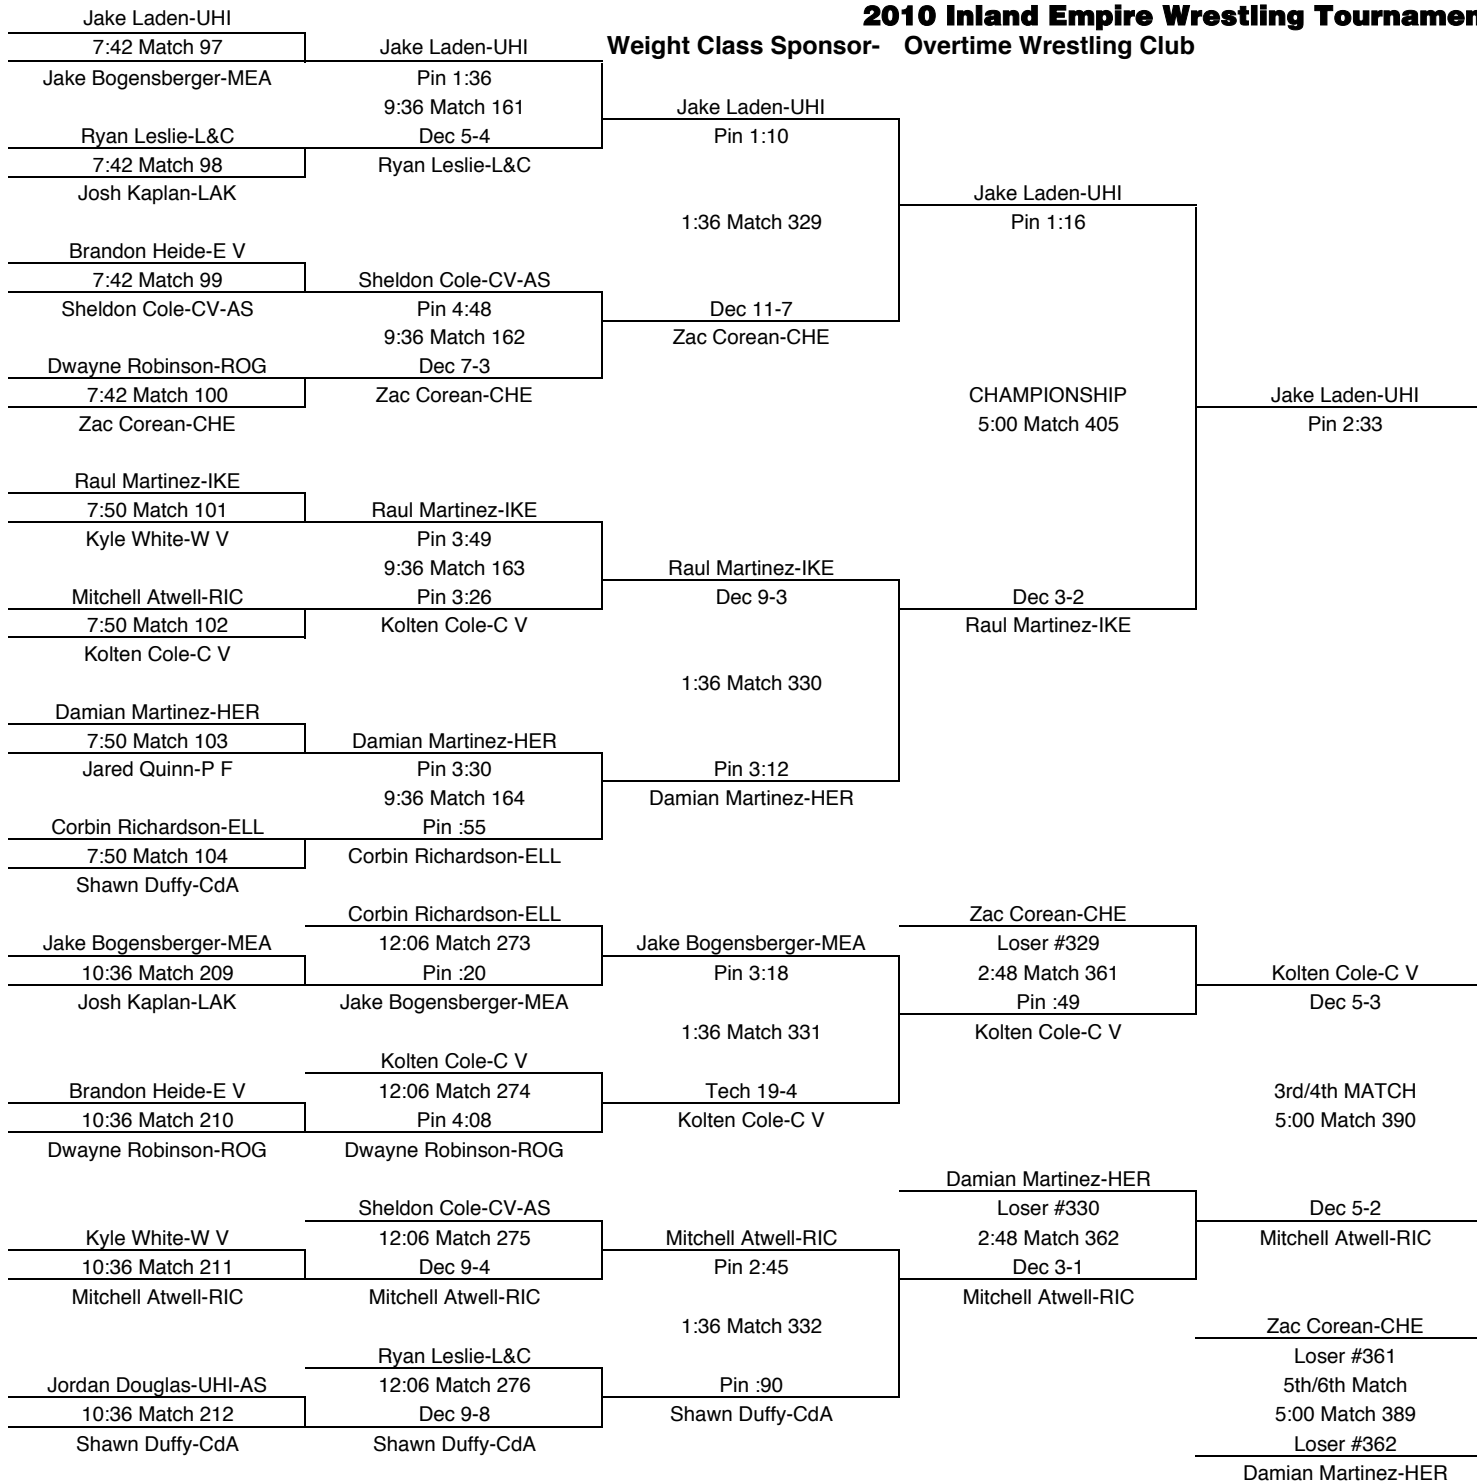 2010 Inland Empire Wrestling Tournamen
Weight Class Sponsor- Overtime Wrestling Club
Jake Laden-UHI
7:42 Match 97
Jake Bogensberger-MEA
Ryan Leslie-L&C
7:42 Match 98
Josh Kaplan-LAK
Brandon Heide-E V
7:42 Match 99
Sheldon Cole-CV-AS
Dwayne Robinson-ROG
7:42 Match 100
Zac Corean-CHE
Raul Martinez-IKE
7:50 Match 101
Kyle White-W V
Mitchell Atwell-RIC
7:50 Match 102
Kolten Cole-C V
Damian Martinez-HER
7:50 Match 103
Jared Quinn-P F
Corbin Richardson-ELL
7:50 Match 104
Shawn Duffy-CdA
Jake Laden-UHI
Pin 1:36
9:36 Match 161
Dec 5-4
Ryan Leslie-L&C
Sheldon Cole-CV-AS
Pin 4:48
9:36 Match 162
Dec 7-3
Zac Corean-CHE
Raul Martinez-IKE
Pin 3:49
9:36 Match 163
Pin 3:26
Kolten Cole-C V
Damian Martinez-HER
Pin 3:30
9:36 Match 164
Pin :55
Corbin Richardson-ELL
Jake Laden-UHI
Pin 1:10
1:36 Match 329
Dec 11-7
Zac Corean-CHE
Raul Martinez-IKE
Dec 9-3
1:36 Match 330
Pin 3:12
Damian Martinez-HER
Jake Laden-UHI
Pin 1:16
CHAMPIONSHIP
5:00 Match 405
Dec 3-2
Raul Martinez-IKE
Jake Laden-UHI
Pin 2:33
Jake Bogensberger-MEA
10:36 Match 209
Josh Kaplan-LAK
Brandon Heide-E V
10:36 Match 210
Dwayne Robinson-ROG
Kyle White-W V
10:36 Match 211
Mitchell Atwell-RIC
Jordan Douglas-UHI-AS
10:36 Match 212
Shawn Duffy-CdA
Corbin Richardson-ELL
12:06 Match 273
Pin :20
Jake Bogensberger-MEA
Kolten Cole-C V
12:06 Match 274
Pin 4:08
Dwayne Robinson-ROG
Sheldon Cole-CV-AS
12:06 Match 275
Dec 9-4
Mitchell Atwell-RIC
Ryan Leslie-L&C
12:06 Match 276
Dec 9-8
Shawn Duffy-CdA
Jake Bogensberger-MEA
Pin 3:18
1:36 Match 331
Tech 19-4
Kolten Cole-C V
Mitchell Atwell-RIC
Pin 2:45
1:36 Match 332
Pin :90
Shawn Duffy-CdA
Zac Corean-CHE
Loser #329
2:48 Match 361
Pin :49
Kolten Cole-C V
Damian Martinez-HER
Loser #330
2:48 Match 362
Dec 3-1
Mitchell Atwell-RIC
Kolten Cole-C V
Dec 5-3
3rd/4th MATCH
5:00 Match 390
Dec 5-2
Mitchell Atwell-RIC
Zac Corean-CHE
Loser #361
5th/6th Match
5:00 Match 389
Loser #362
Damian Martinez-HER